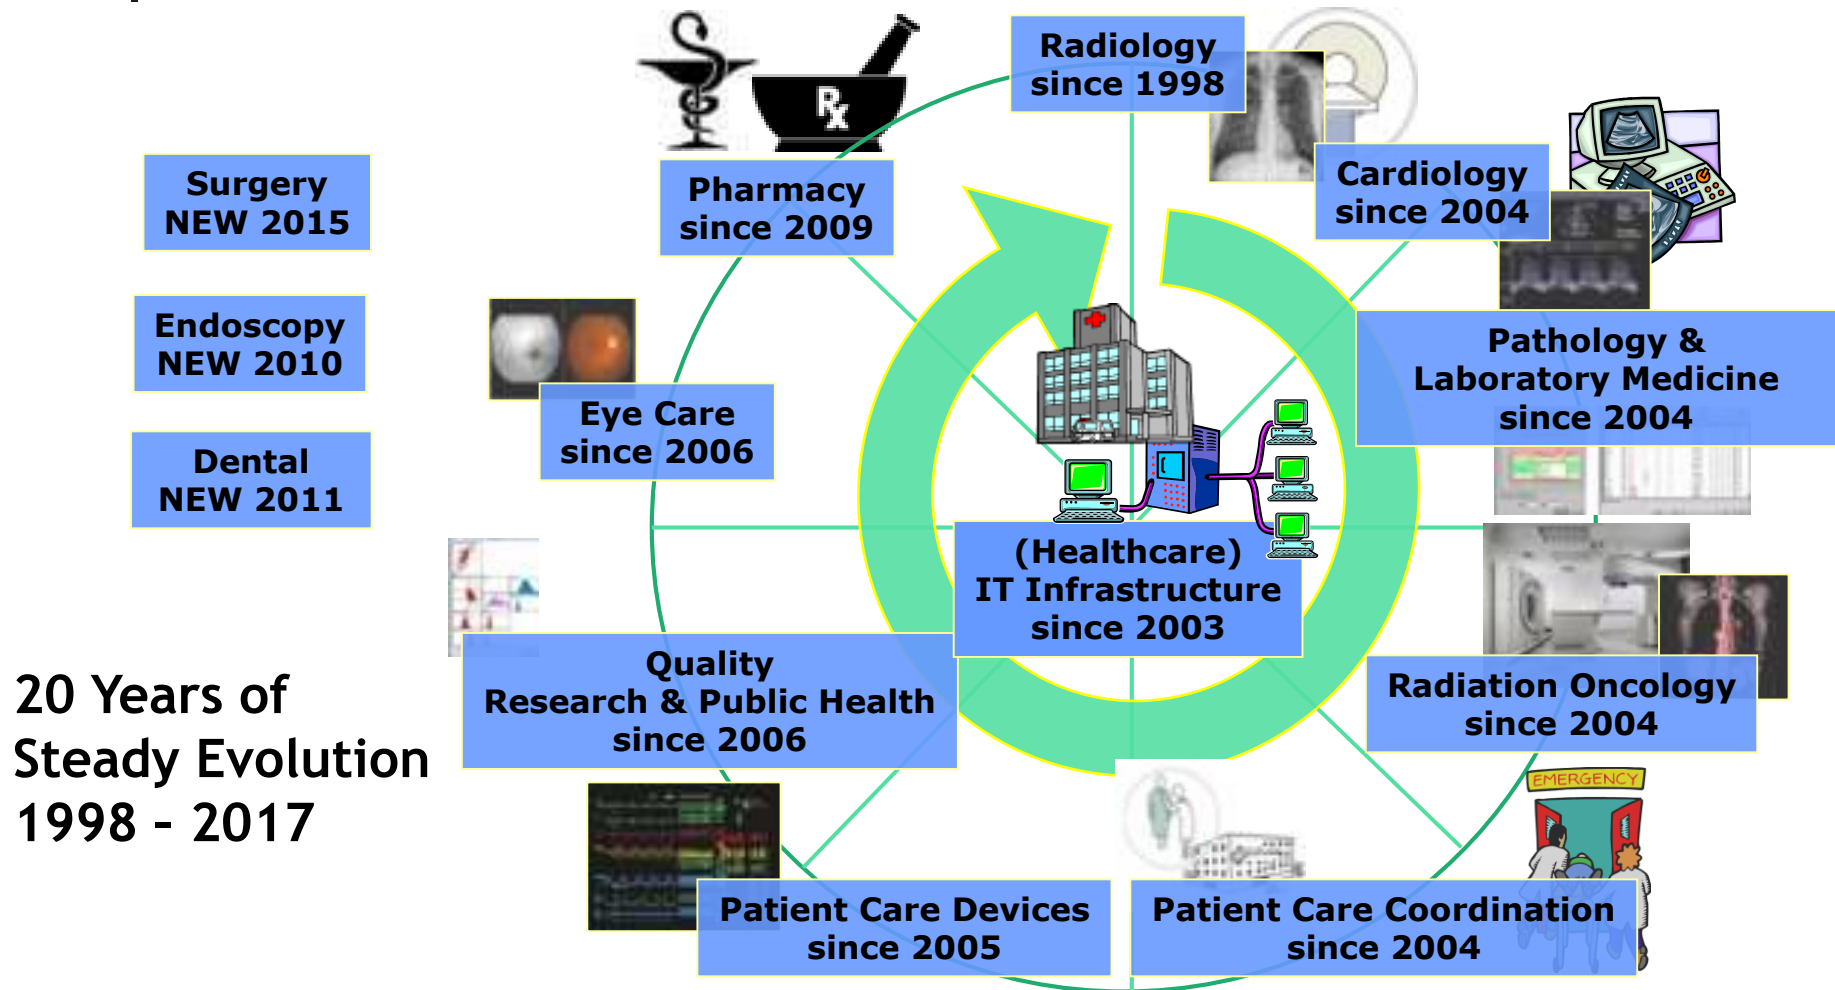 Radiology
since 1998
Cardiology
since 2004
Pathology &
Laboratory Medicine
since 2004
Radiation Oncology
since 2004
EMERGENCY
Patient Care Coordination
since 2004
Patient Care Devices
since 2005
Quality
Research & Public Health
since 2006
Eye Care
since 2006
Pharmacy
since 2009
Rx
(Healthcare)
IT Infrastructure
since 2003
Surgery
NEW 2015
Endoscopy
NEW 2010
Dental
NEW 2011
20 Years of
Steady Evolution
1998 – 2017